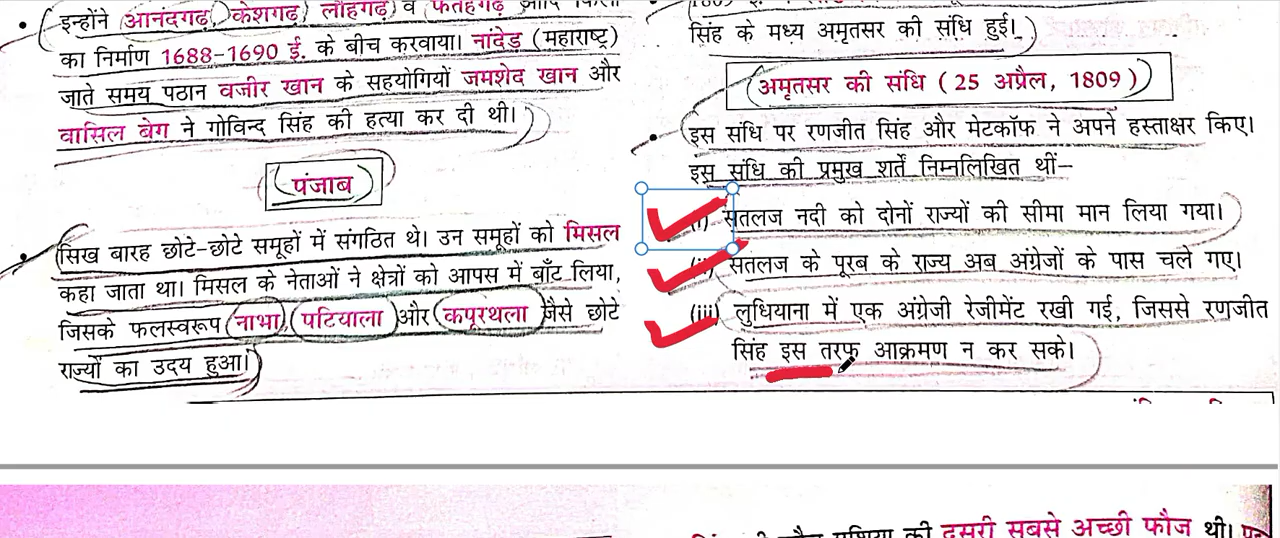 इन्होंने आनंदगढ़, केशगढ़, लौहगढ़ व फतेहगढ़ आदि किलों
का निर्माण 1688-1690 ई. के बीच करवाया। नांदेड़ (महाराष्ट्र)
जाते समय पठान वजीर खान के सहयोगियों जमशेद खान और
वासिल बेग ने गोविन्द सिंह की हत्या कर दी थी।
पंजाब
सिख बारह छोटे-छोटे समूहों में संगठित थे। उन समूहों को मिसल
कहा जाता था। मिसल के नेताओं ने क्षेत्रों को आपस में बाँट लिया,
जिसके फलस्वरूप नाभा, पटियाला और कपूरथला जैसे छोटे
राज्यों का उदय हुआ।
सिंह के मध्य अमृतसर की संधि हुई।
अमृतसर की संधि (25 अप्रैल, 1809)
इस संधि पर रणजीत सिंह और मेटकॉफ ने अपने हस्ताक्षर किए।
इस संधि की प्रमुख शर्तें निम्नलिखित थीं–
(i) सतलज नदी को दोनों राज्यों की सीमा मान लिया गया।
(ii) सतलज के पूरब के राज्य अब अंग्रेजों के पास चले गए।
(iii) लुधियाना में एक अंग्रेजी रेजीमेंट रखी गई, जिससे रणजीत
सिंह इस तरफ आक्रमण न कर सके।
की दूसरी सबसे अच्छी फौज थी।